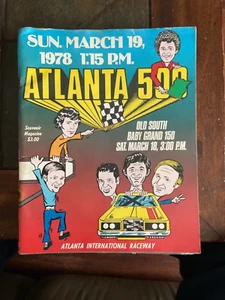 SUN. MARCH 19,
1978 1:15 P.M.
ATLANTA 500
OLD SOUTH
BABY GRAND 150
SAT. MARCH 18, 3:00 P.M.
Souvenir
Magazine
$3.00
ATLANTA INTERNATIONAL RACEWAY